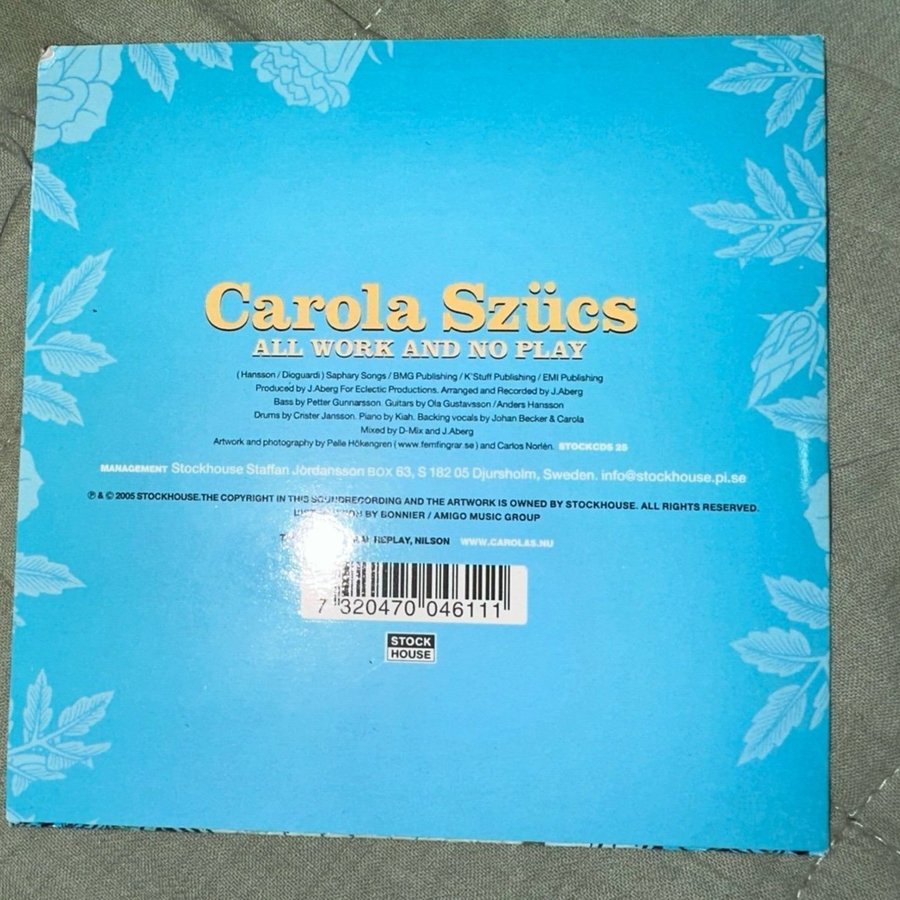 Carola Szücs
ALL WORK AND NO PLAY
( Hansson / Dioguardi ) Saphary Songs / BMG Publishing / K'Stuff Publishing / EMI Publishing
Produced by J.Aberg For Eclectic Productions. Arranged and Recorded by J.Aberg
Bass by Petter Gunnarsson. Guitars by Ola Gustavsson / Anders Hansson
Drums by Crister Jansson. Piano by Kiah. Backing vocals by Johan Becker & Carola
Mixed by D-Mix and J.Aberg
Artwork and photography by Pelle Hökengren ( www.femfingrar.se ) and Carlos Norlén. STOCKCDS 25
MANAGEMENT Stockhouse Staffan Jördansson BOX 63, S 182 05 Djursholm, Sweden. info@stockhouse.pi.se
℗ & © 2005 STOCKHOUSE.THE COPYRIGHT IN THIS SOUNDRECORDING AND THE ARTWORK IS OWNED BY STOCKHOUSE. ALL RIGHTS RESERVED.
BY BONNIER / AMIGO MUSIC GROUP
REPLAY, NILSON WWW.CAROLAS.NU
7 320470 046111
STOCK
HOUSE